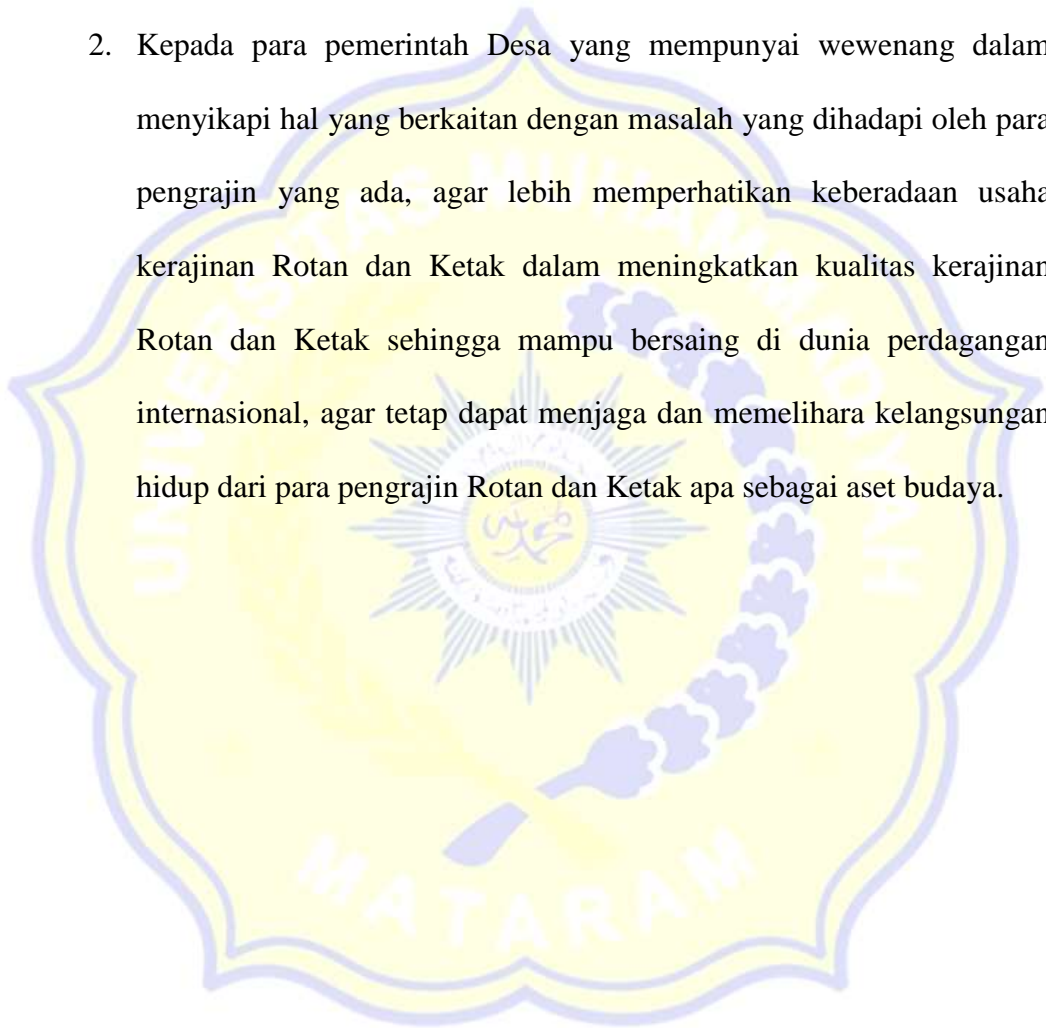 2. Kepada para pemerintah Desa yang mempunyai wewenang dalam
menyikapi hal yang berkaitan dengan masalah yang dihadapi oleh para
pengrajin yang ada, agar lebih memperhatikan keberadaan usaha
kerajinan Rotan dan Ketak dalam meningkatkan kualitas kerajinan
Rotan dan Ketak sehingga mampu bersaing di dunia perdagangan
internasional, agar tetap dapat menjaga dan memelihara kelangsungan
hidup dari para pengrajin Rotan dan Ketak apa sebagai aset budaya.
UNIVERSITAS MUHAMMADIYAH
MATARAM